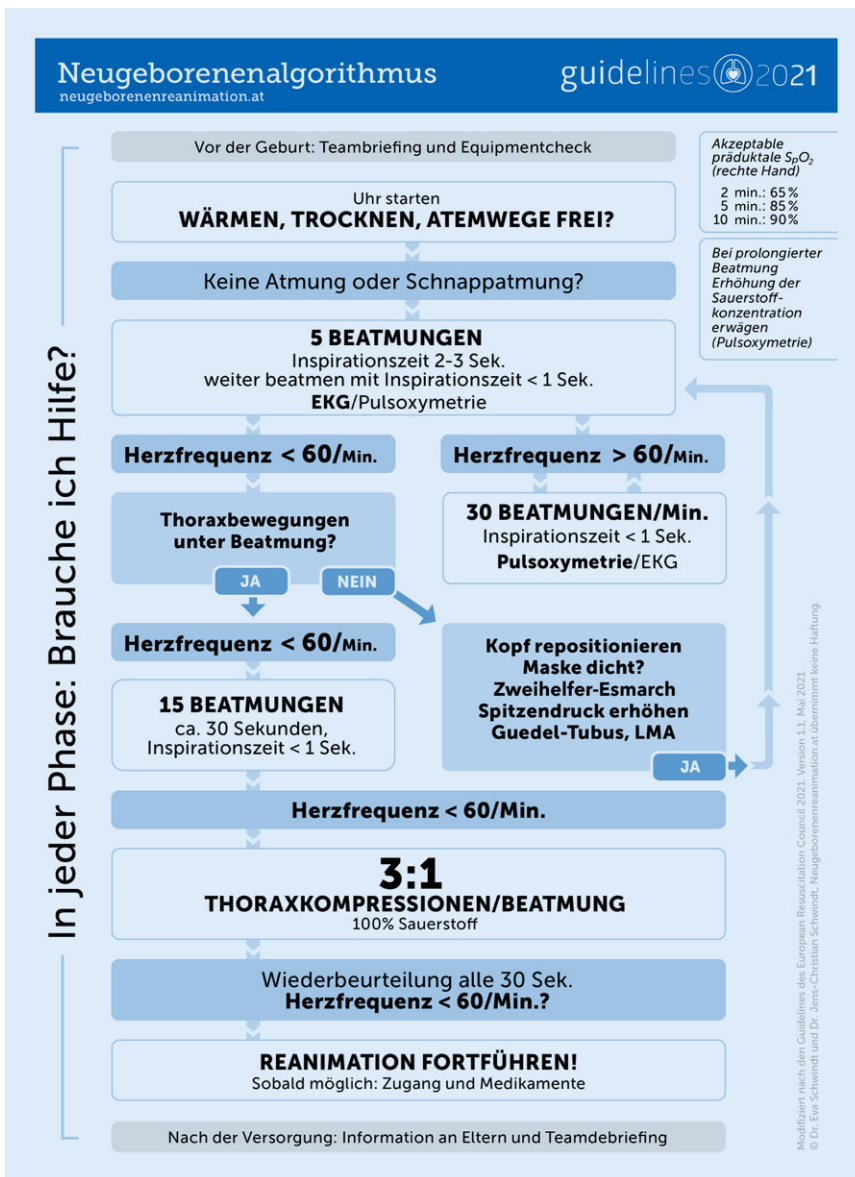 Neugeborenenalgorithmus
neugeborenenreanimation.at
guidelines 2021
In jeder Phase: Brauche ich Hilfe?
Vor der Geburt: Teambriefing und Equipmentcheck
Akzeptable
präduktale SpO₂
(rechte Hand)
2 min.: 65%
5 min.: 85%
10 min.: 90%
Uhr starten
WÄRMEN, TROCKNEN, ATEMWEGE FREI?
Bei prolongierter
Beatmung
Erhöhung der
Sauerstoff-
konzentration
erwägen
(Pulsoxymetrie)
Keine Atmung oder Schnappatmung?
5 BEATMUNGEN
Inspirationszeit 2-3 Sek.
weiter beatmen mit Inspirationszeit < 1 Sek.
EKG/Pulsoxymetrie
Herzfrequenz < 60/Min.
Herzfrequenz > 60/Min.
Thoraxbewegungen
unter Beatmung?
JA
NEIN
30 BEATMUNGEN/Min.
Inspirationszeit < 1 Sek.
Pulsoxymetrie/EKG
Herzfrequenz < 60/Min.
Kopf repositionieren
Maske dicht?
Zweihelfer-Esmarch
Spitzendruck erhöhen
Guedel-Tubus, LMA
JA
15 BEATMUNGEN
ca. 30 Sekunden,
Inspirationszeit < 1 Sek.
Herzfrequenz < 60/Min.
3:1
THORAXKOMPRESSIONEN/BEATMUNG
100% Sauerstoff
Wiederbeurteilung alle 30 Sek.
Herzfrequenz < 60/Min.?
REANIMATION FORTFÜHREN!
Sobald möglich: Zugang und Medikamente
Nach der Versorgung: Information an Eltern und Teamdebriefing
Modifiziert nach den Guidelines des European Resuscitation Council 2021. Version 1.1, Mai 2021
© Dr. Eva Schwindt und Dr. Jens-Christian Schwindt, Neugeborenenreanimation.at übernimmt keine Haftung.